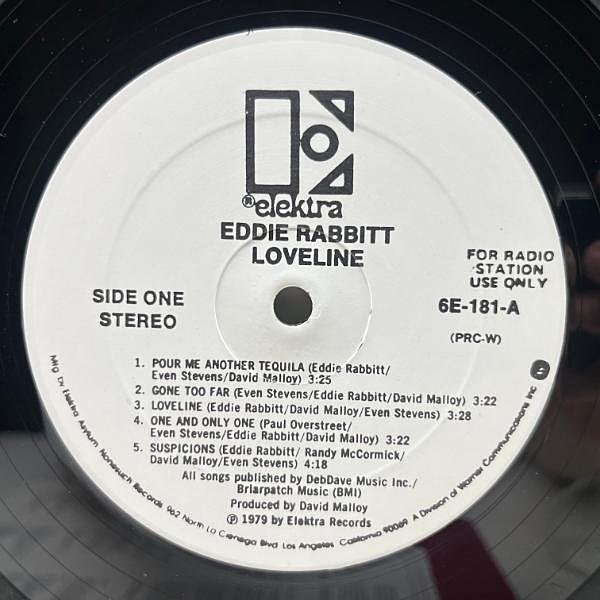 ® elektra
EDDIE RABBITT
LOVELINE
FOR RADIO
STATION
USE ONLY
SIDE ONE
STEREO
6E-181-A
(PRC-W)
1. POUR ME ANOTHER TEQUILA (Eddie Rabbitt/
Even Stevens/David Malloy) 3:25
2. GONE TOO FAR (Even Stevens/Eddie Rabbitt/David Malloy) 3:22
3. LOVELINE (Eddie Rabbitt/David Malloy/Even Stevens) 3:28
4. ONE AND ONLY ONE (Paul Overstreet/
Even Stevens/Eddie Rabbitt/David Malloy) 3:22
5. SUSPICIONS (Eddie Rabbitt/ Randy McCormick/
David Malloy/Even Stevens) 4:18
All songs published by DebDave Music Inc./
Briarpatch Music (BMI)
Produced by David Malloy
℗ 1979 by Elektra Records
Mfg by Elektra/Asylum/Nonesuch Records 962 North La Cienega Blvd Los Angeles California 90069 A Division of Warner Communications Inc